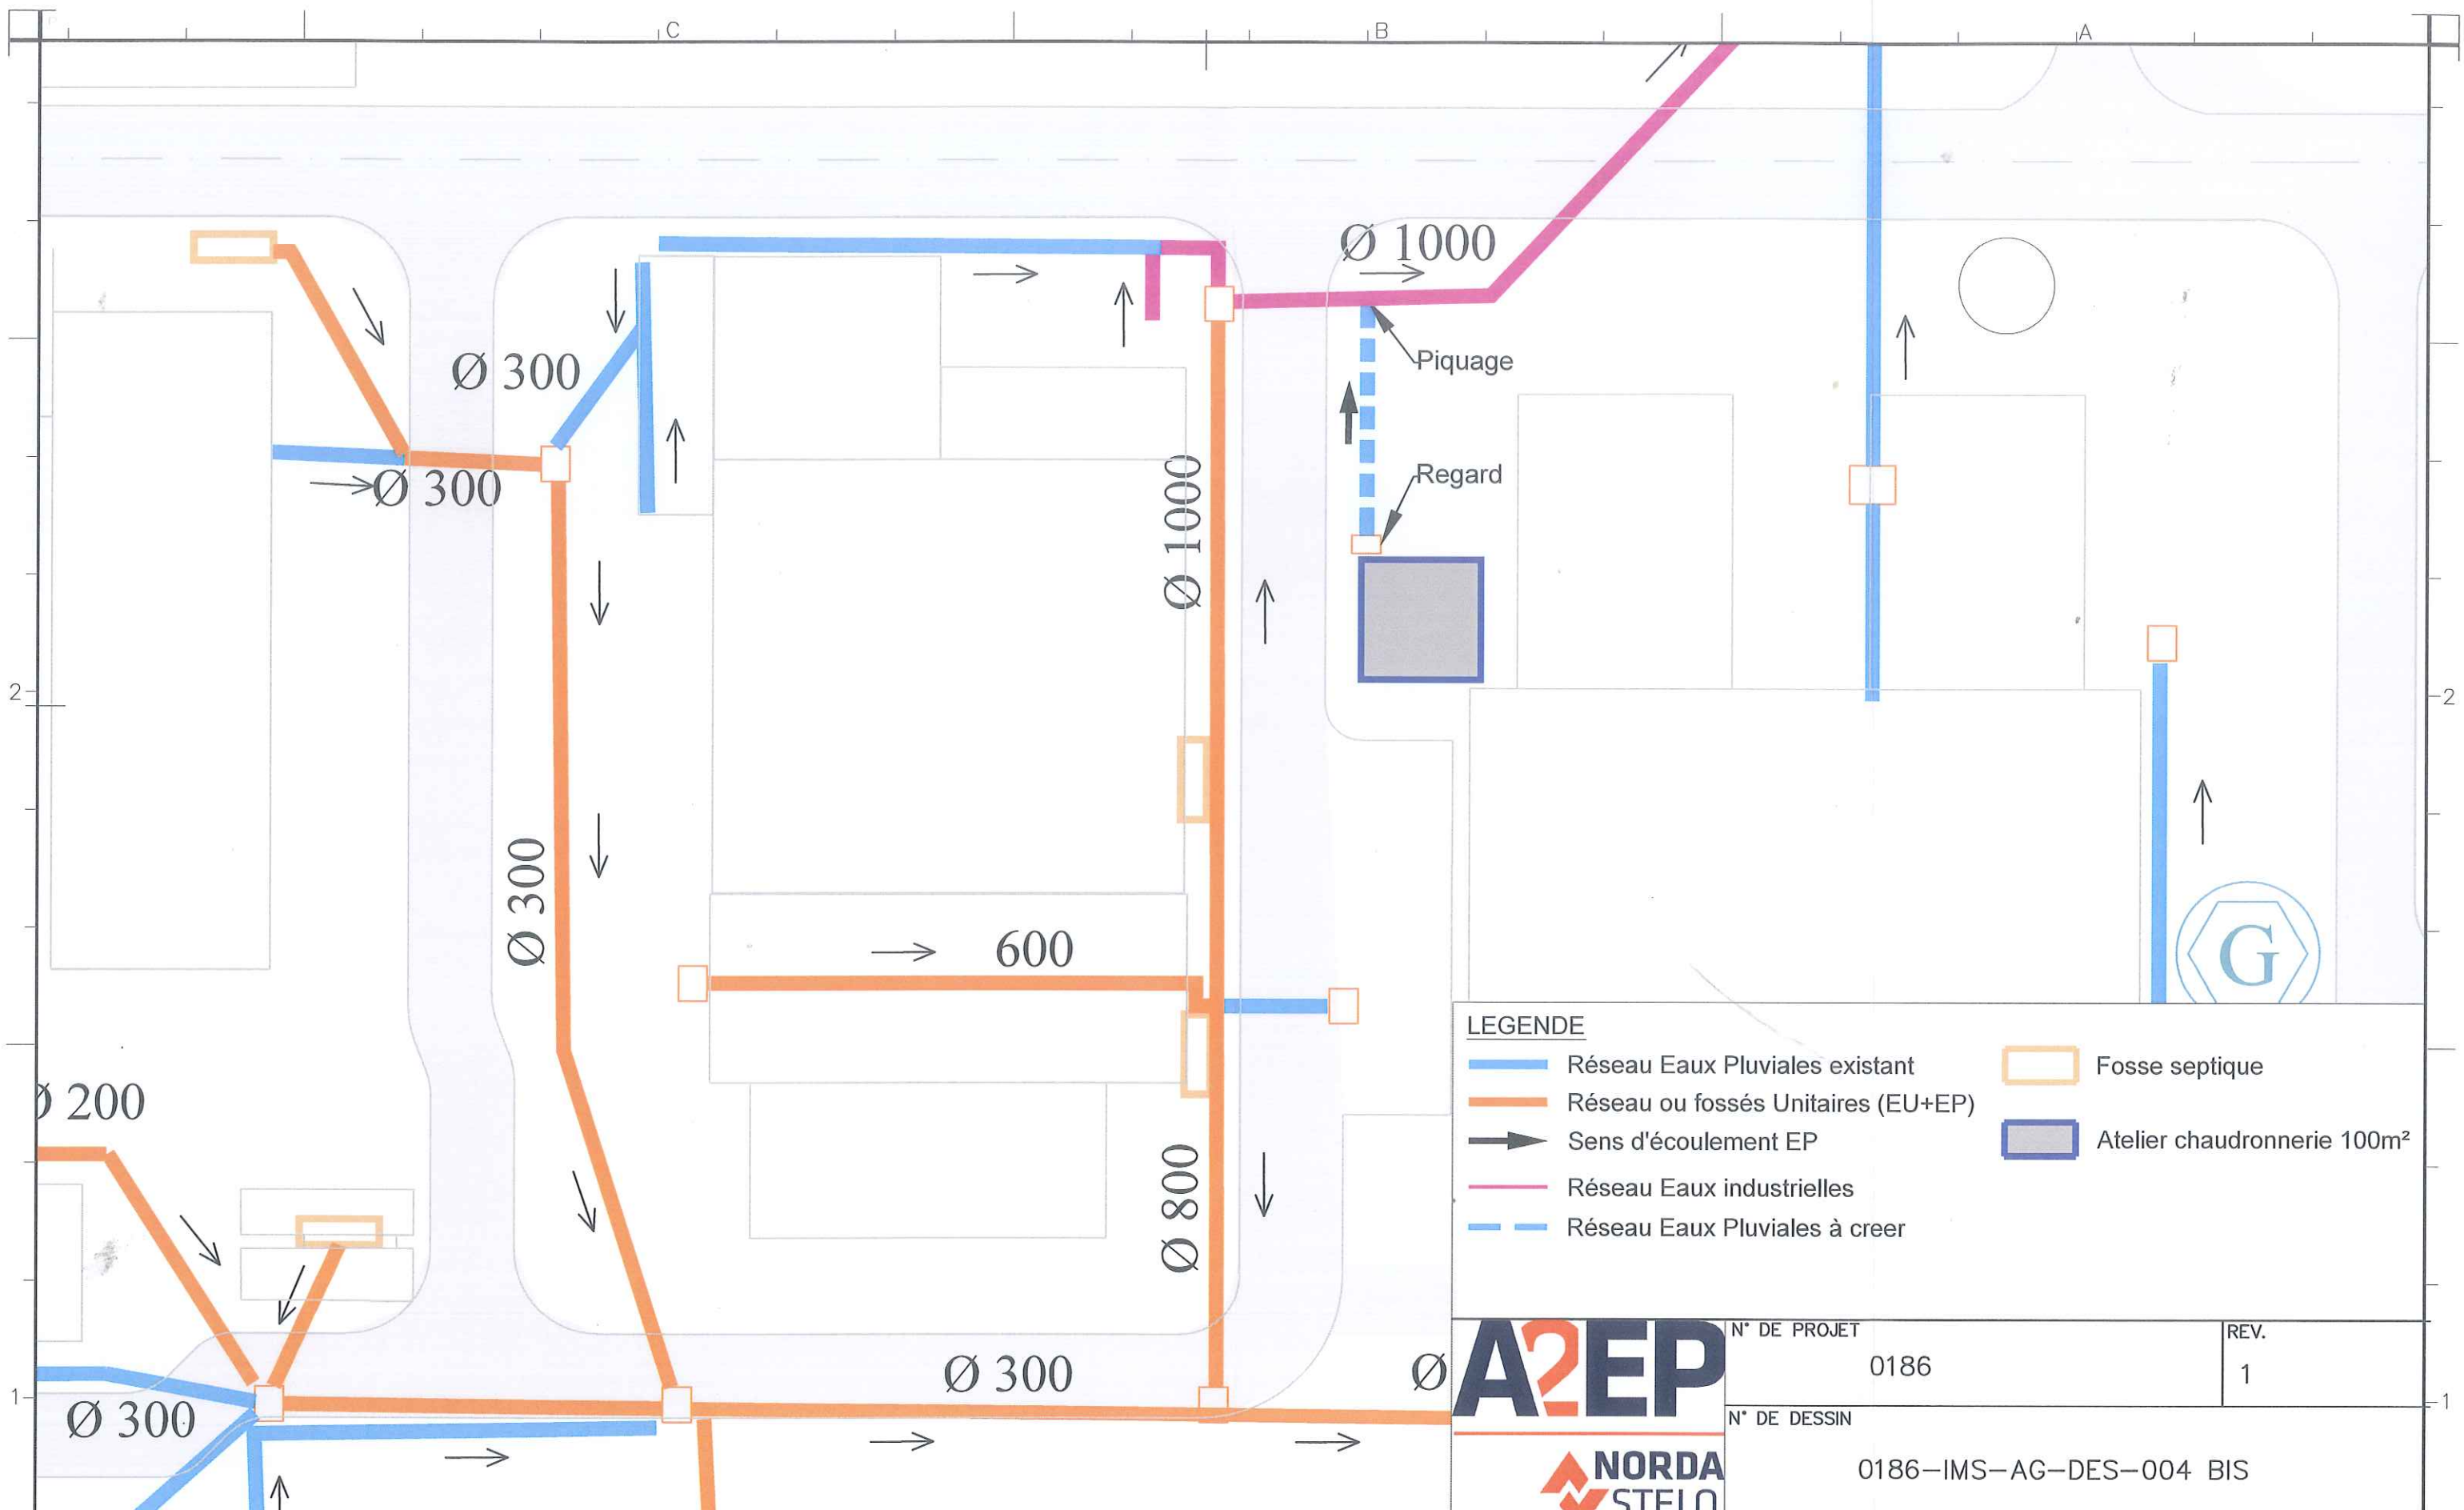 C
B
A
Ø 1000
Piquage
Ø 300
Regard
Ø 300
Ø 1000
2
2
Ø 300
600
G
LEGENDE
Réseau Eaux Pluviales existant
Fosse septique
Réseau ou fossés Unitaires (EU+EP)
Sens d'écoulement EP
Atelier chaudronnerie 100m²
Réseau Eaux industrielles
Réseau Eaux Pluviales à creer
Ø 200
Ø 800
A2EP
N° DE PROJET
0186
REV.
1
Ø 300
Ø
1
1
Ø 300
N° DE DESSIN
0186-IMS-AG-DES-004 BIS
NORDA
STELO